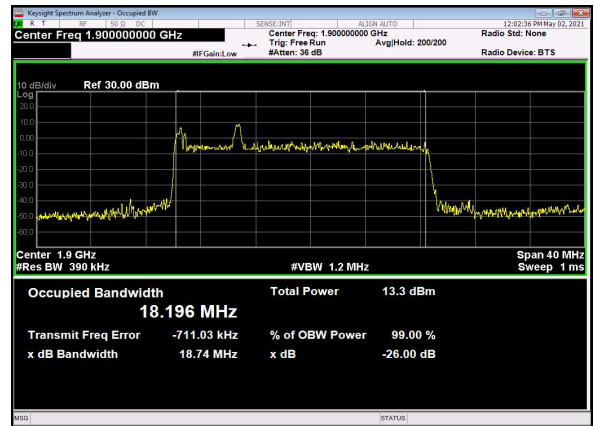 Keysight Spectrum Analyzer - Occupied BW
LXI R T RF 50 Ω DC SENSE:INT ALIGN AUTO 12:02:36 PM May 02, 2021
Center Freq 1.900000000 GHz Center Freq: 1.900000000 GHz Radio Std: None
Trig: Free Run Avg|Hold: 200/200
#IFGain:Low #Atten: 36 dB Radio Device: BTS
10 dB/div Ref 30.00 dBm
Log
20.0
10.0
0.00
-10.0
-20.0
-30.0
-40.0
-50.0
-60.0
Center 1.9 GHz Span 40 MHz
#Res BW 390 kHz #VBW 1.2 MHz Sweep 1 ms
Occupied Bandwidth Total Power 13.3 dBm
18.196 MHz
Transmit Freq Error -711.03 kHz % of OBW Power 99.00 %
x dB Bandwidth 18.74 MHz x dB -26.00 dB
MSG STATUS